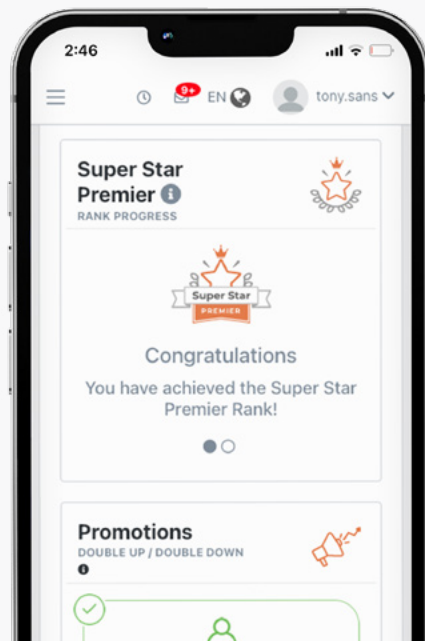 2:46
9+
EN
tony.sans
Super Star
Premier
RANK PROGRESS
Super Star
PREMIER
Congratulations
You have achieved the Super Star
Premier Rank!
Promotions
DOUBLE UP / DOUBLE DOWN